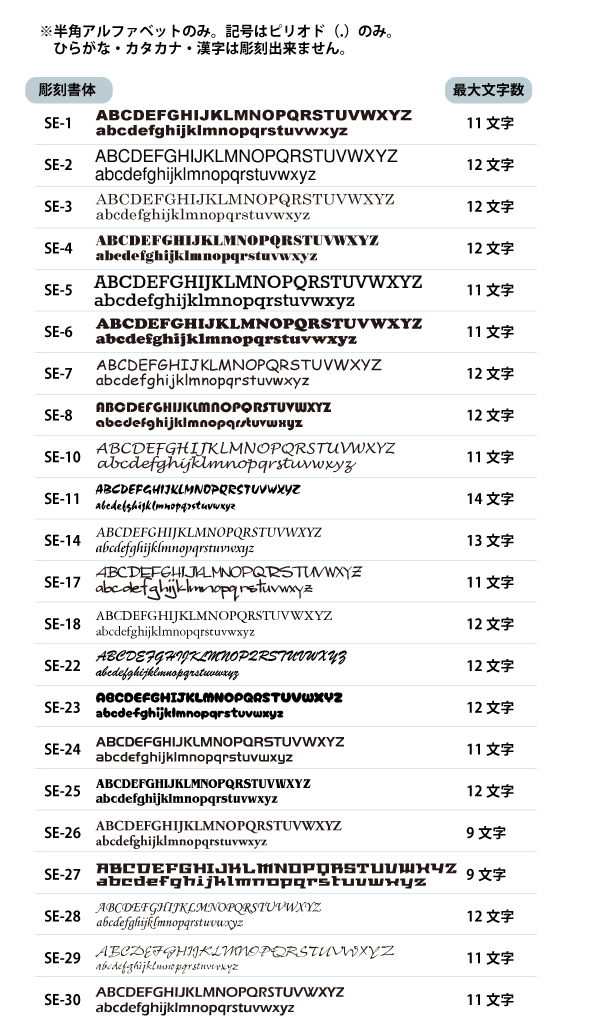 ※半角アルファベットのみ。記号はピリオド（.）のみ。
ひらがな・カタカナ・漢字は彫刻出来ません。
彫刻書体 最大文字数
SE-1 ABCDEFGHIJKLMNOPQRSTUVWXYZ 11 文字
abcdefghijklmnopqrstuvwxyz
SE-2 ABCDEFGHIJKLMNOPQRSTUVWXYZ 12 文字
abcdefghijklmnopqrstuvwxyz
SE-3 ABCDEFGHIJKLMNOPQRSTUVWXYZ 12 文字
abcdefghijklmnopqrstuvwxyz
SE-4 ABCDEFGHIJKLMNOPQRSTUVWXYZ 12 文字
abcdefghijklmnopqrstuvwxyz
SE-5 ABCDEFGHIJKLMNOPQRSTUVWXYZ 11 文字
abcdefghijklmnopqrstuvwxyz
SE-6 ABCDEFGHIJKLMNOPQRSTUVWXYZ 11 文字
abcdefghijklmnopqrstuvwxyz
SE-7 ABCDEFGHIJKLMNOPQRSTUVWXYZ 12 文字
abcdefghijklmnopqrstuvwxyz
SE-8 ABCDEFGHIJKLMNOPQRSTUVWXYZ 12 文字
abcdefghijklmnopqrstuvwxyz
SE-10 ABCDEFGHIJKLMNOPQRSTUVWXYZ 11 文字
abcdefghijklmnopqrstuvwxyz
SE-11 ABCDEFGHIJKLMNOPQRSTUVWXYZ 14 文字
abcdefghijklmnopqrstuvwxyz
SE-14 ABCDEFGHIJKLMNOPQRSTUVWXYZ 13 文字
abcdefghijklmnopqrstuvwxyz
SE-17 ABCDEFGHIJKLMNOPQRSTUVWXYZ 11 文字
abcdefghijklmnopqrstuvwxyz
SE-18 ABCDEFGHIJKLMNOPQRSTUVWXYZ 12 文字
abcdefghijklmnopqrstuvwxyz
SE-22 ABCDEFGHIJKLMNOPQRSTUVWXYZ 12 文字
abcdefghijklmnopqrstuvwxyz
SE-23 ABCDEFGHIJKLMNOPQRSTUVWXYZ 12 文字
abcdefghijklmnopqrstuvwxyz
SE-24 ABCDEFGHIJKLMNOPQRSTUVWXYZ 11 文字
abcdefghijklmnopqrstuvwxyz
SE-25 ABCDEFGHIJKLMNOPQRSTUVWXYZ 12 文字
abcdefghijklmnopqrstuvwxyz
SE-26 ABCDEFGHIJKLMNOPQRSTUVWXYZ 9 文字
abcdefghijklmnopqrstuvwxyz
SE-27 ABCDEFGHIJKLMNOPQRSTUVWXYZ 9 文字
abcdefghijklmnopqrstuvwxyz
SE-28 ABCDEFGHIJKLMNOPQRSTUVWXYZ 12 文字
abcdefghijklmnopqrstuvwxyz
SE-29 ABCDEFGHIJKLMNOPQRSTUVWXYZ 11 文字
abcdefghijklmnopqrstuvwxyz
SE-30 ABCDEFGHIJKLMNOPQRSTUVWXYZ 11 文字
abcdefghijklmnopqrstuvwxyz